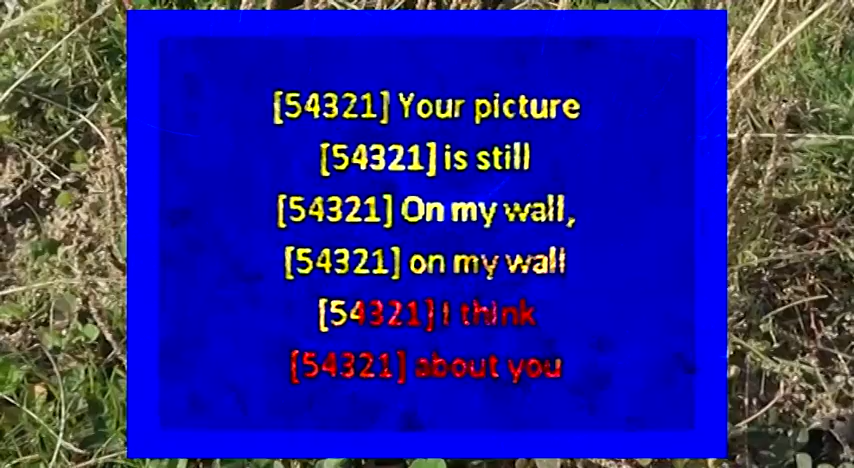 [54321] Your picture
[54321] is still
[54321] On my wall,
[54321] on my wall
[54321] I think
[54321] about you